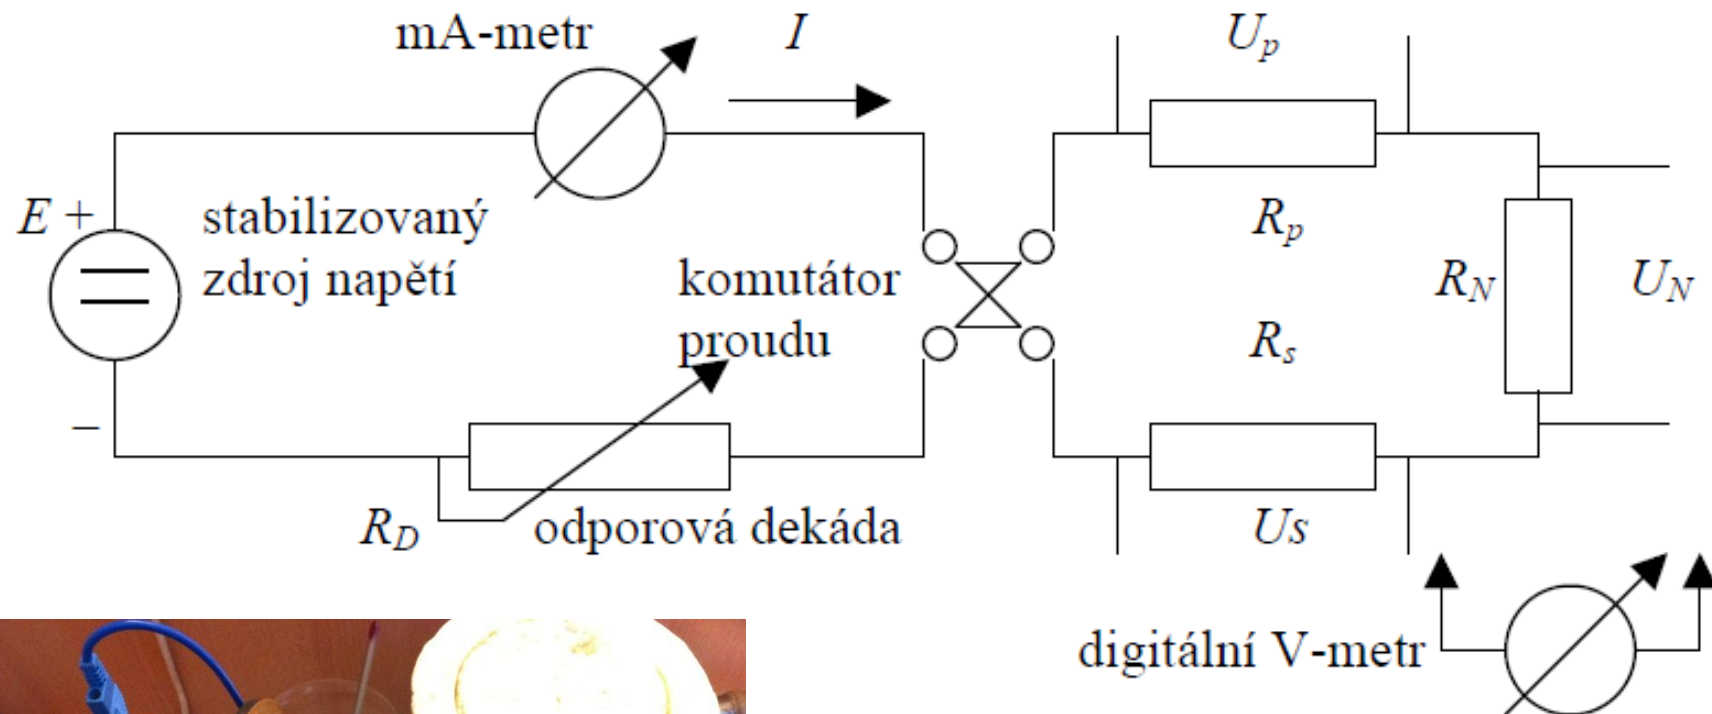 mA-metr
I
U_p
E +
stabilizovaný
zdroj napětí
komutátor
proudu
R_p
R_N
U_N
R_s
–
R_D
odporová dekáda
Us
digitální V-metr